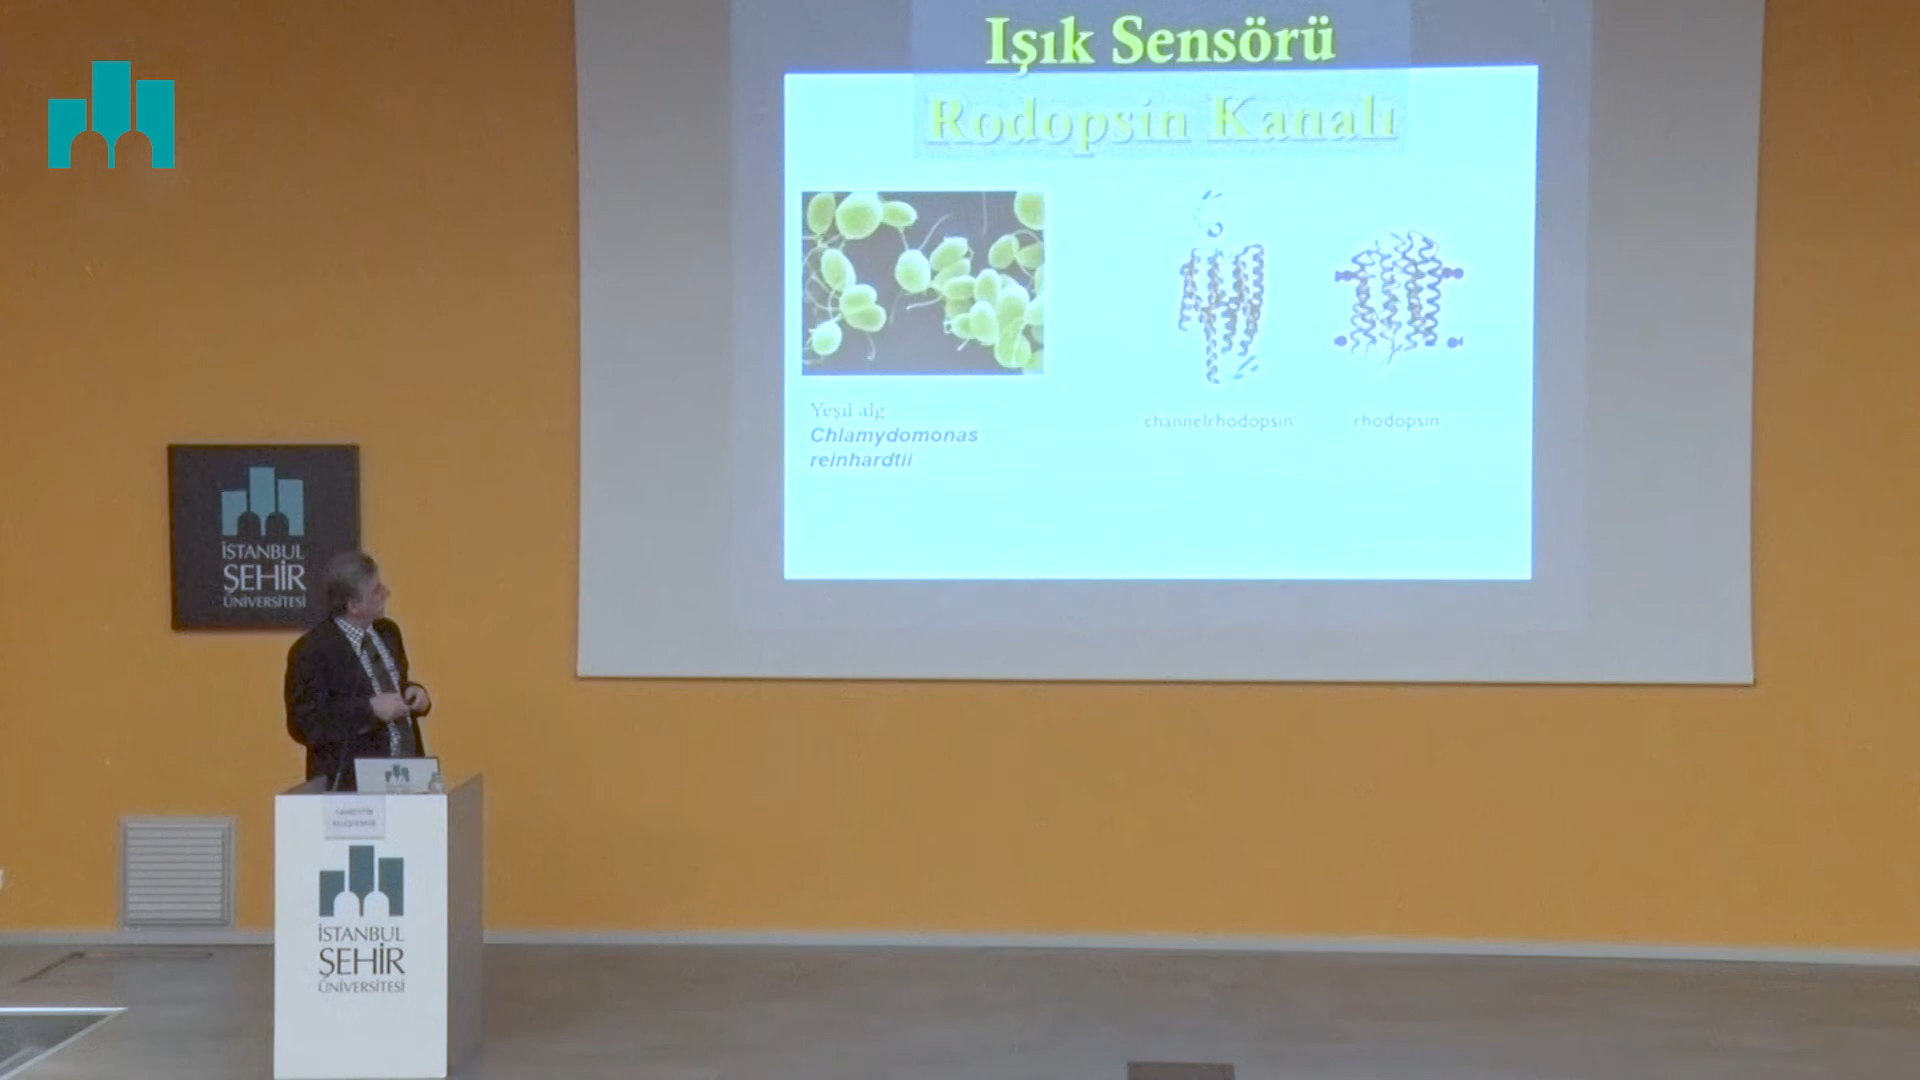 Işık Sensörü
Rodopsin Kanalı
Yeşil alg
Chlamydomonas
reinhardtii
channelrhodopsin
rhodopsin
İSTANBUL
ŞEHİR
ÜNİVERSİTESİ
İSTANBUL
ŞEHİR
ÜNİVERSİTESİ